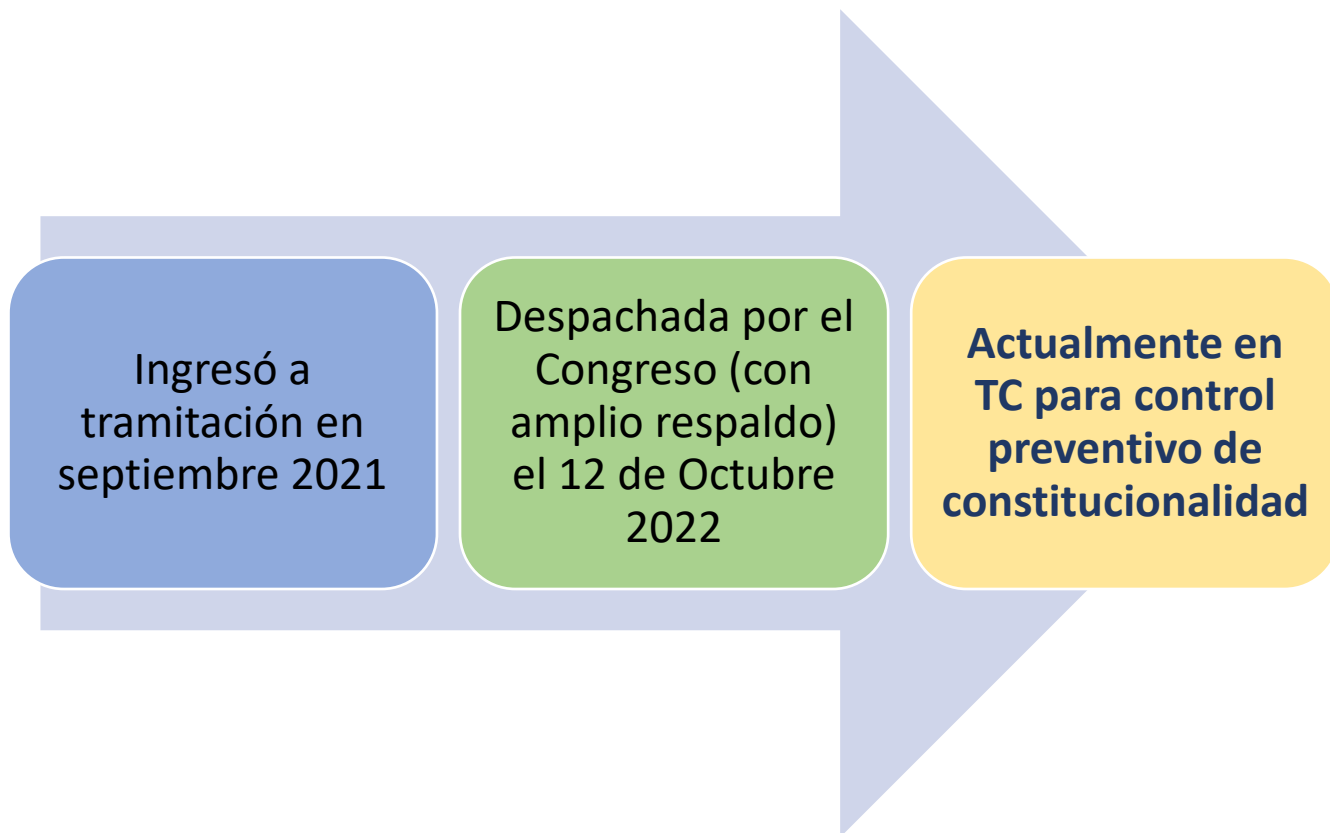 Ingresó a
tramitación en
septiembre 2021
Despachada por el
Congreso (con
amplio respaldo)
el 12 de Octubre
2022
Actualmente en
TC para control
preventivo de
constitucionalidad